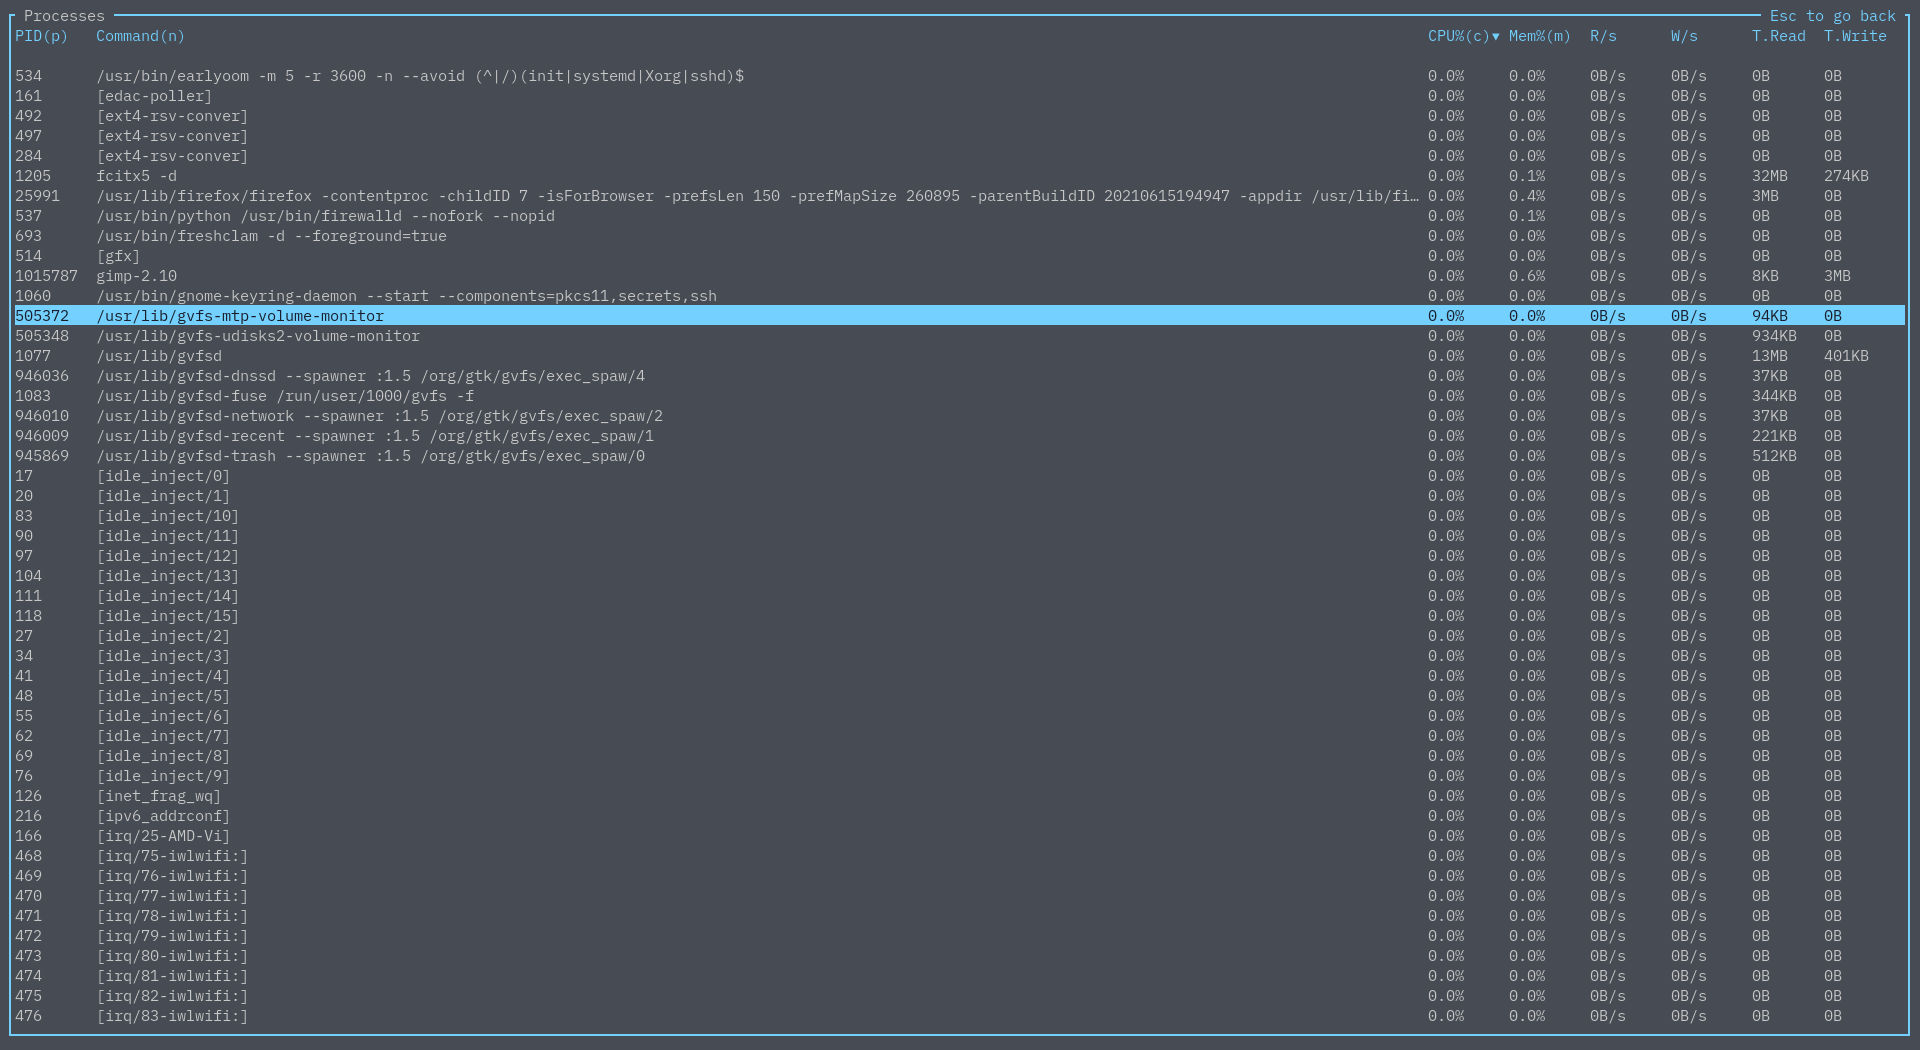 Processes Esc to go back
PID(p) Command(n) CPU%(c)▾ Mem%(m) R/s W/s T.Read T.Write
534 /usr/bin/earlyoom -m 5 -r 3600 -n --avoid (^|/)(init|systemd|Xorg|sshd)$ 0.0% 0.0% 0B/s 0B/s 0B 0B
161 [edac-poller] 0.0% 0.0% 0B/s 0B/s 0B 0B
492 [ext4-rsv-conver] 0.0% 0.0% 0B/s 0B/s 0B 0B
497 [ext4-rsv-conver] 0.0% 0.0% 0B/s 0B/s 0B 0B
284 [ext4-rsv-conver] 0.0% 0.0% 0B/s 0B/s 0B 0B
1205 fcitx5 -d 0.0% 0.1% 0B/s 0B/s 32MB 274KB
25991 /usr/lib/firefox/firefox -contentproc -childID 7 -isForBrowser -prefsLen 150 -prefMapSize 260895 -parentBuildID 20210615194947 -appdir /usr/lib/fi… 0.0% 0.4% 0B/s 0B/s 3MB 0B
537 /usr/bin/python /usr/bin/firewalld --nofork --nopid 0.0% 0.1% 0B/s 0B/s 0B 0B
693 /usr/bin/freshclam -d --foreground=true 0.0% 0.0% 0B/s 0B/s 0B 0B
514 [gfx] 0.0% 0.0% 0B/s 0B/s 0B 0B
1015787 gimp-2.10 0.0% 0.6% 0B/s 0B/s 8KB 3MB
1060 /usr/bin/gnome-keyring-daemon --start --components=pkcs11,secrets,ssh 0.0% 0.0% 0B/s 0B/s 0B 0B
505372 /usr/lib/gvfs-mtp-volume-monitor 0.0% 0.0% 0B/s 0B/s 94KB 0B
505348 /usr/lib/gvfs-udisks2-volume-monitor 0.0% 0.0% 0B/s 0B/s 934KB 0B
1077 /usr/lib/gvfsd 0.0% 0.0% 0B/s 0B/s 13MB 401KB
946036 /usr/lib/gvfsd-dnssd --spawner :1.5 /org/gtk/gvfs/exec_spaw/4 0.0% 0.0% 0B/s 0B/s 37KB 0B
1083 /usr/lib/gvfsd-fuse /run/user/1000/gvfs -f 0.0% 0.0% 0B/s 0B/s 344KB 0B
946010 /usr/lib/gvfsd-network --spawner :1.5 /org/gtk/gvfs/exec_spaw/2 0.0% 0.0% 0B/s 0B/s 37KB 0B
946009 /usr/lib/gvfsd-recent --spawner :1.5 /org/gtk/gvfs/exec_spaw/1 0.0% 0.0% 0B/s 0B/s 221KB 0B
945869 /usr/lib/gvfsd-trash --spawner :1.5 /org/gtk/gvfs/exec_spaw/0 0.0% 0.0% 0B/s 0B/s 512KB 0B
17 [idle_inject/0] 0.0% 0.0% 0B/s 0B/s 0B 0B
20 [idle_inject/1] 0.0% 0.0% 0B/s 0B/s 0B 0B
83 [idle_inject/10] 0.0% 0.0% 0B/s 0B/s 0B 0B
90 [idle_inject/11] 0.0% 0.0% 0B/s 0B/s 0B 0B
97 [idle_inject/12] 0.0% 0.0% 0B/s 0B/s 0B 0B
104 [idle_inject/13] 0.0% 0.0% 0B/s 0B/s 0B 0B
111 [idle_inject/14] 0.0% 0.0% 0B/s 0B/s 0B 0B
118 [idle_inject/15] 0.0% 0.0% 0B/s 0B/s 0B 0B
27 [idle_inject/2] 0.0% 0.0% 0B/s 0B/s 0B 0B
34 [idle_inject/3] 0.0% 0.0% 0B/s 0B/s 0B 0B
41 [idle_inject/4] 0.0% 0.0% 0B/s 0B/s 0B 0B
48 [idle_inject/5] 0.0% 0.0% 0B/s 0B/s 0B 0B
55 [idle_inject/6] 0.0% 0.0% 0B/s 0B/s 0B 0B
62 [idle_inject/7] 0.0% 0.0% 0B/s 0B/s 0B 0B
69 [idle_inject/8] 0.0% 0.0% 0B/s 0B/s 0B 0B
76 [idle_inject/9] 0.0% 0.0% 0B/s 0B/s 0B 0B
126 [inet_frag_wq] 0.0% 0.0% 0B/s 0B/s 0B 0B
216 [ipv6_addrconf] 0.0% 0.0% 0B/s 0B/s 0B 0B
166 [irq/25-AMD-Vi] 0.0% 0.0% 0B/s 0B/s 0B 0B
468 [irq/75-iwlwifi:] 0.0% 0.0% 0B/s 0B/s 0B 0B
469 [irq/76-iwlwifi:] 0.0% 0.0% 0B/s 0B/s 0B 0B
470 [irq/77-iwlwifi:] 0.0% 0.0% 0B/s 0B/s 0B 0B
471 [irq/78-iwlwifi:] 0.0% 0.0% 0B/s 0B/s 0B 0B
472 [irq/79-iwlwifi:] 0.0% 0.0% 0B/s 0B/s 0B 0B
473 [irq/80-iwlwifi:] 0.0% 0.0% 0B/s 0B/s 0B 0B
474 [irq/81-iwlwifi:] 0.0% 0.0% 0B/s 0B/s 0B 0B
475 [irq/82-iwlwifi:] 0.0% 0.0% 0B/s 0B/s 0B 0B
476 [irq/83-iwlwifi:] 0.0% 0.0% 0B/s 0B/s 0B 0B